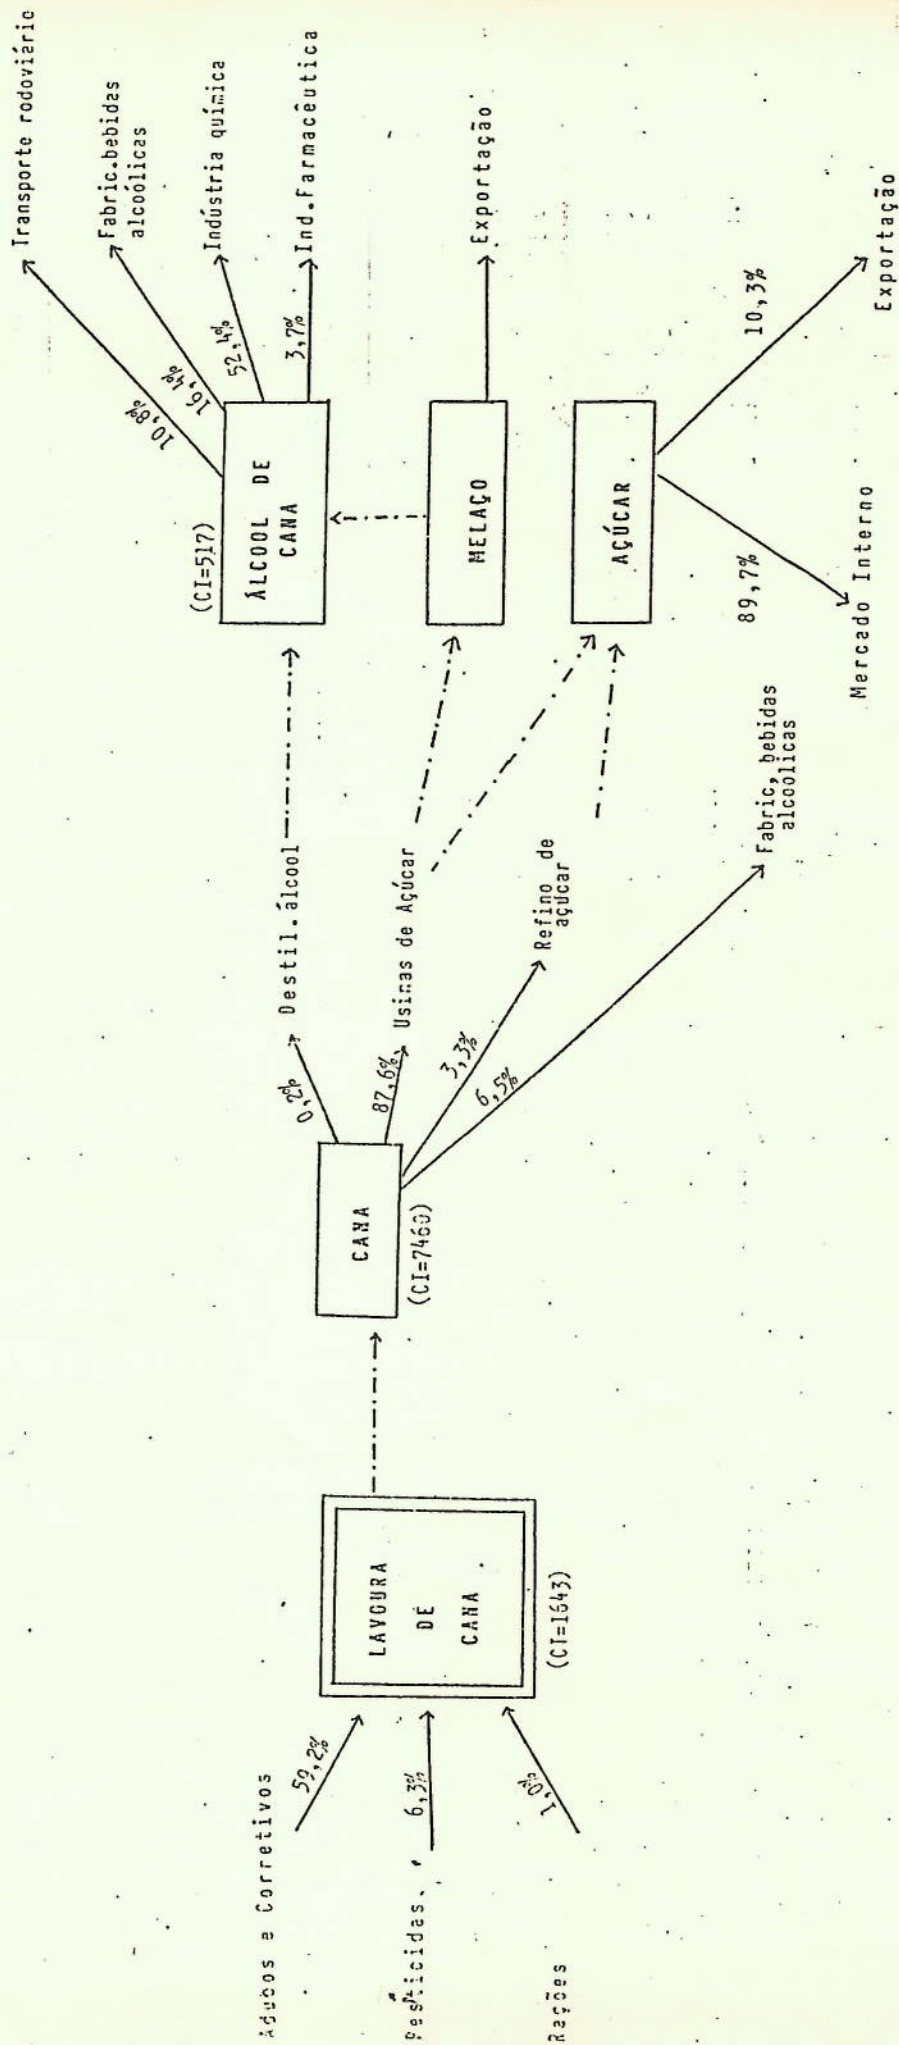 Adubos e Corretivos
59,2%
Pesticidas
6,3%
Rações
1,0%
LAVOURA
DE
CANA
(CI=1643)
CANA
(CI=7460)
0,2%
Destil.álcool
87,6%
Usinas de Açúcar
3,3%
Refino de
açúcar
6,5%
Fabric, bebidas
alcoólicas
(CI=517)
ÁLCOOL DE
CANA
10,8%
Transporte rodoviário
16,4%
Fabric.bebidas
alcoólicas
52,4%
Indústria química
3,7%
Ind.Farmacêutica
MELAÇO
Exportação
AÇÚCAR
89,7%
Mercado Interno
10,3%
Exportação